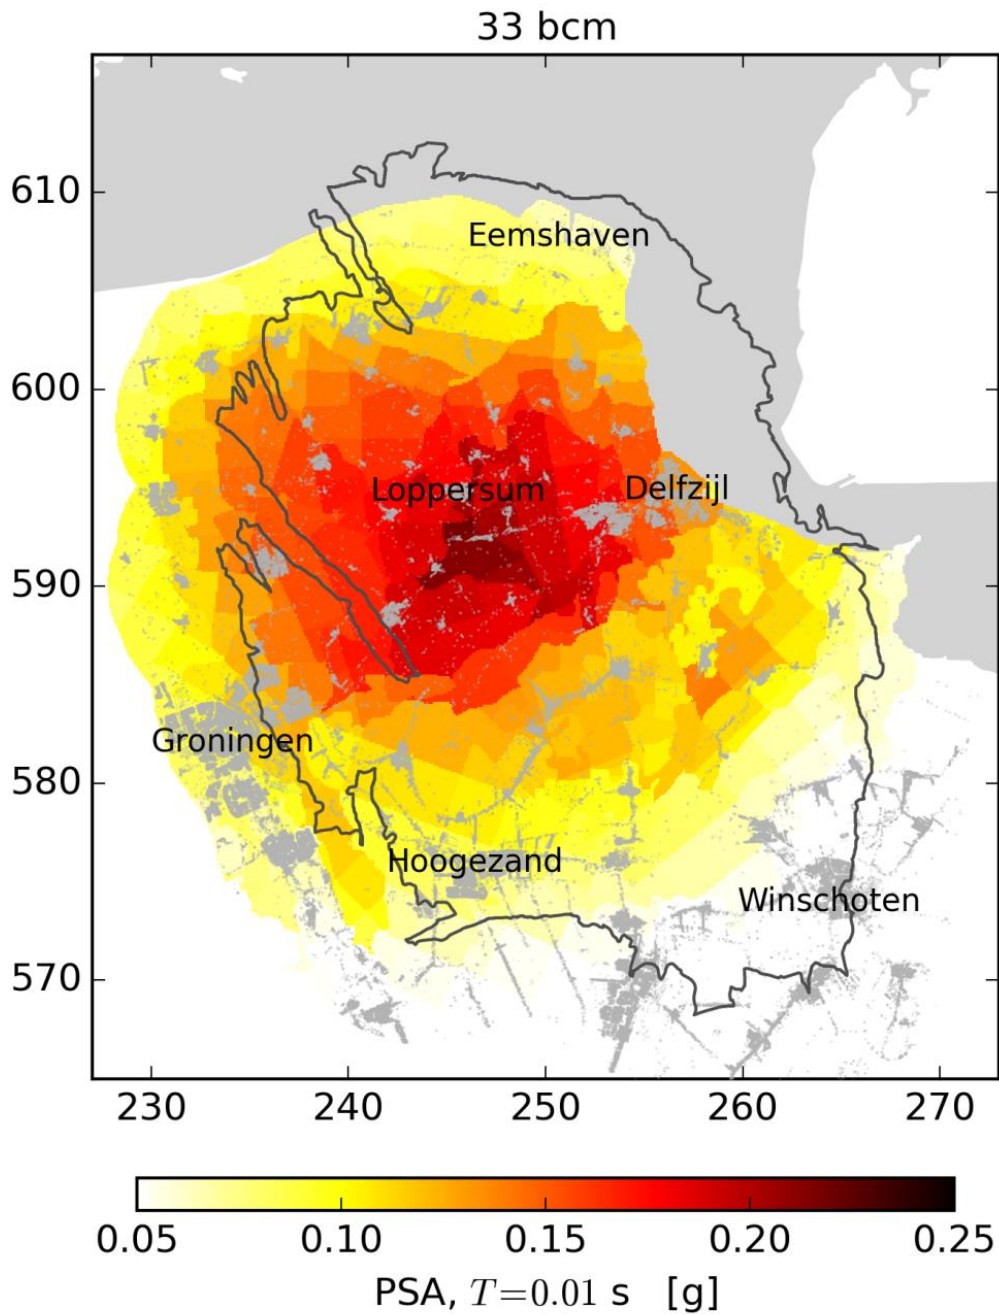 33 bcm
610
Eemshaven
600
Loppersum
Delfzijl
590
Groningen
580
Hoogezand
Winschoten
570
230 240 250 260 270
0.05 0.10 0.15 0.20 0.25
PSA, T=0.01 s [g]